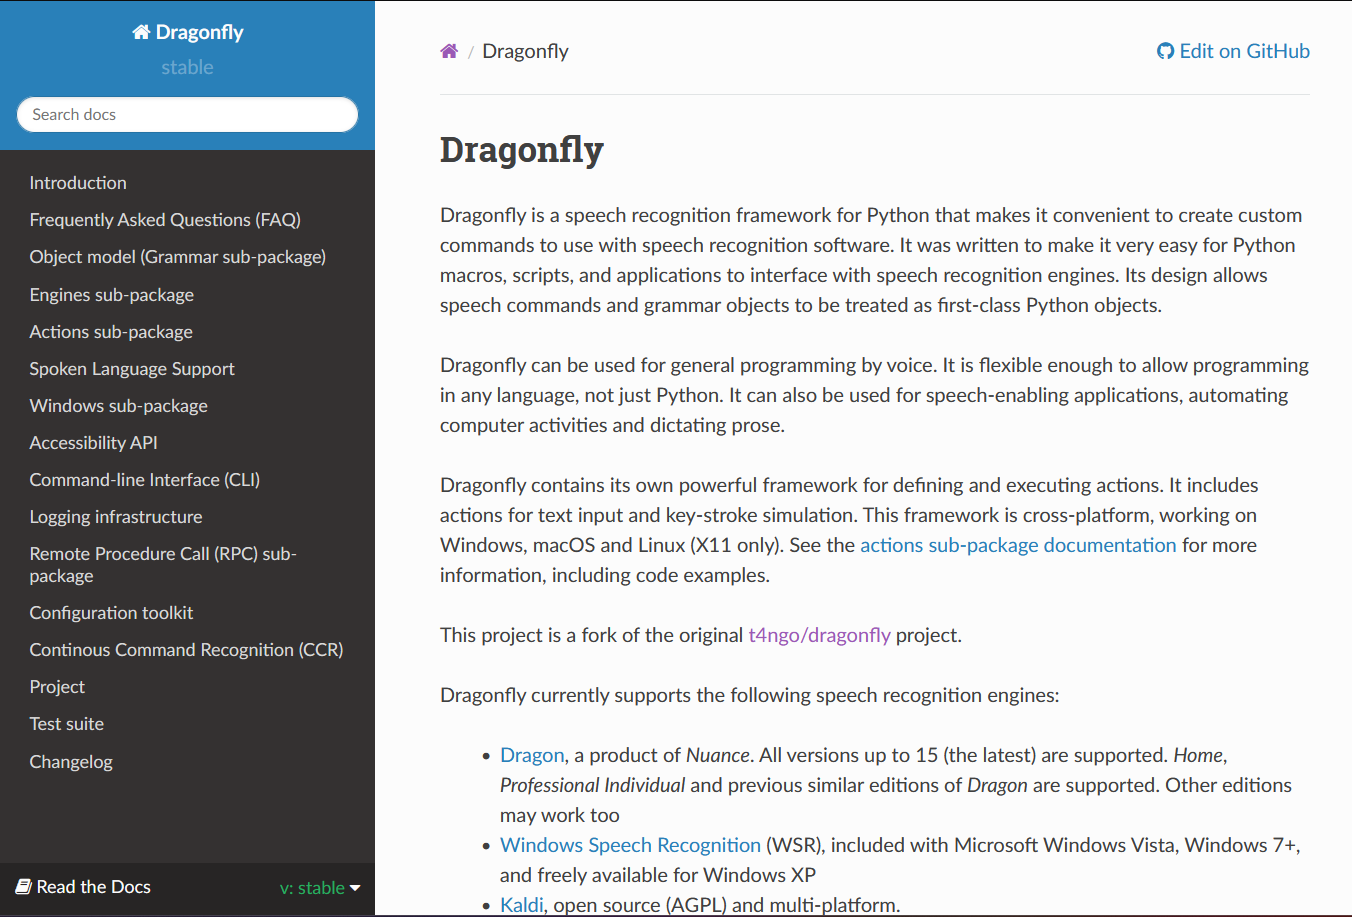 Dragonfly
stable
Search docs
Introduction
Frequently Asked Questions (FAQ)
Object model (Grammar sub-package)
Engines sub-package
Actions sub-package
Spoken Language Support
Windows sub-package
Accessibility API
Command-line Interface (CLI)
Logging infrastructure
Remote Procedure Call (RPC) sub-
package
Configuration toolkit
Continous Command Recognition (CCR)
Project
Test suite
Changelog
Read the Docs
v: stable
/ Dragonfly
Edit on GitHub
Dragonfly
Dragonfly is a speech recognition framework for Python that makes it convenient to create custom
commands to use with speech recognition software. It was written to make it very easy for Python
macros, scripts, and applications to interface with speech recognition engines. Its design allows
speech commands and grammar objects to be treated as first-class Python objects.
Dragonfly can be used for general programming by voice. It is flexible enough to allow programming
in any language, not just Python. It can also be used for speech-enabling applications, automating
computer activities and dictating prose.
Dragonfly contains its own powerful framework for defining and executing actions. It includes
actions for text input and key-stroke simulation. This framework is cross-platform, working on
Windows, macOS and Linux (X11 only). See the actions sub-package documentation for more
information, including code examples.
This project is a fork of the original t4ngo/dragonfly project.
Dragonfly currently supports the following speech recognition engines:
• Dragon, a product of Nuance. All versions up to 15 (the latest) are supported. Home,
Professional Individual and previous similar editions of Dragon are supported. Other editions
may work too
• Windows Speech Recognition (WSR), included with Microsoft Windows Vista, Windows 7+,
and freely available for Windows XP
• Kaldi, open source (AGPL) and multi-platform.